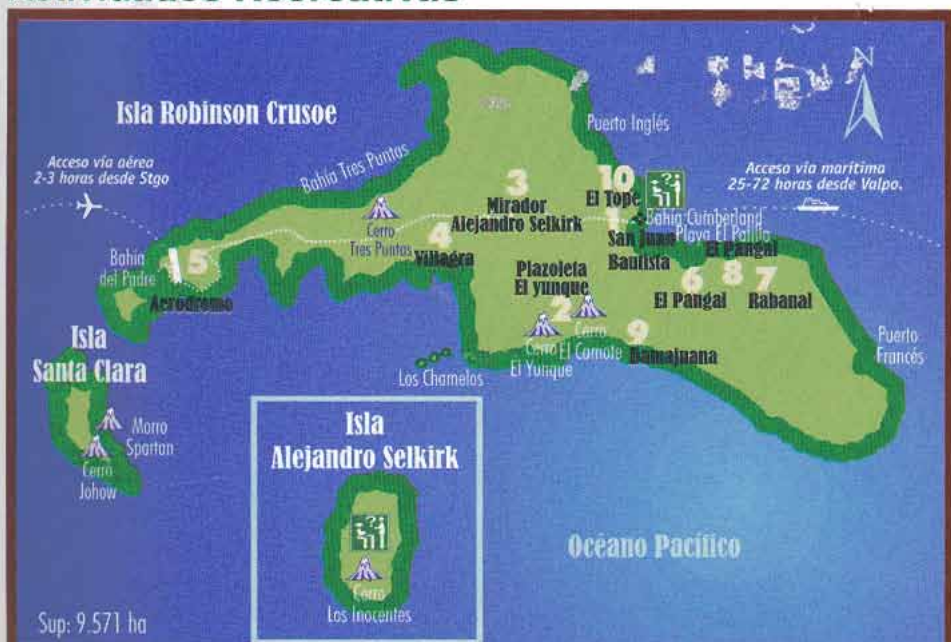 Isla Robinson Crusoe
Acceso vía aérea
2-3 horas desde Stgo
Bahía Tres Puntas
Puerto Inglés
N
Acceso vía marítima
25-72 horas desde Valpo.
3
Mirador
Alejandro Selkirk
10
El Tope
1
Bahía Cumberland
Playa El Palillo
San Juan
Bautista
El Pangal
Cerro
Tres Puntas
4
Villagra
Bahía
del Padre
5
Aerodromo
Plazoleta
El yunque
2
Cerro
El Yunque
Cerro
El Camote
6
El Pangal
8
7
Rabanal
9
Damajuana
Puerto
Francés
Isla
Santa Clara
Los Chamelos
Morro
Spartan
Cerro
Johow
Isla
Alejandro Selkirk
Cerro
Los Inocentes
Océano Pacífico
Sup: 9.571 ha